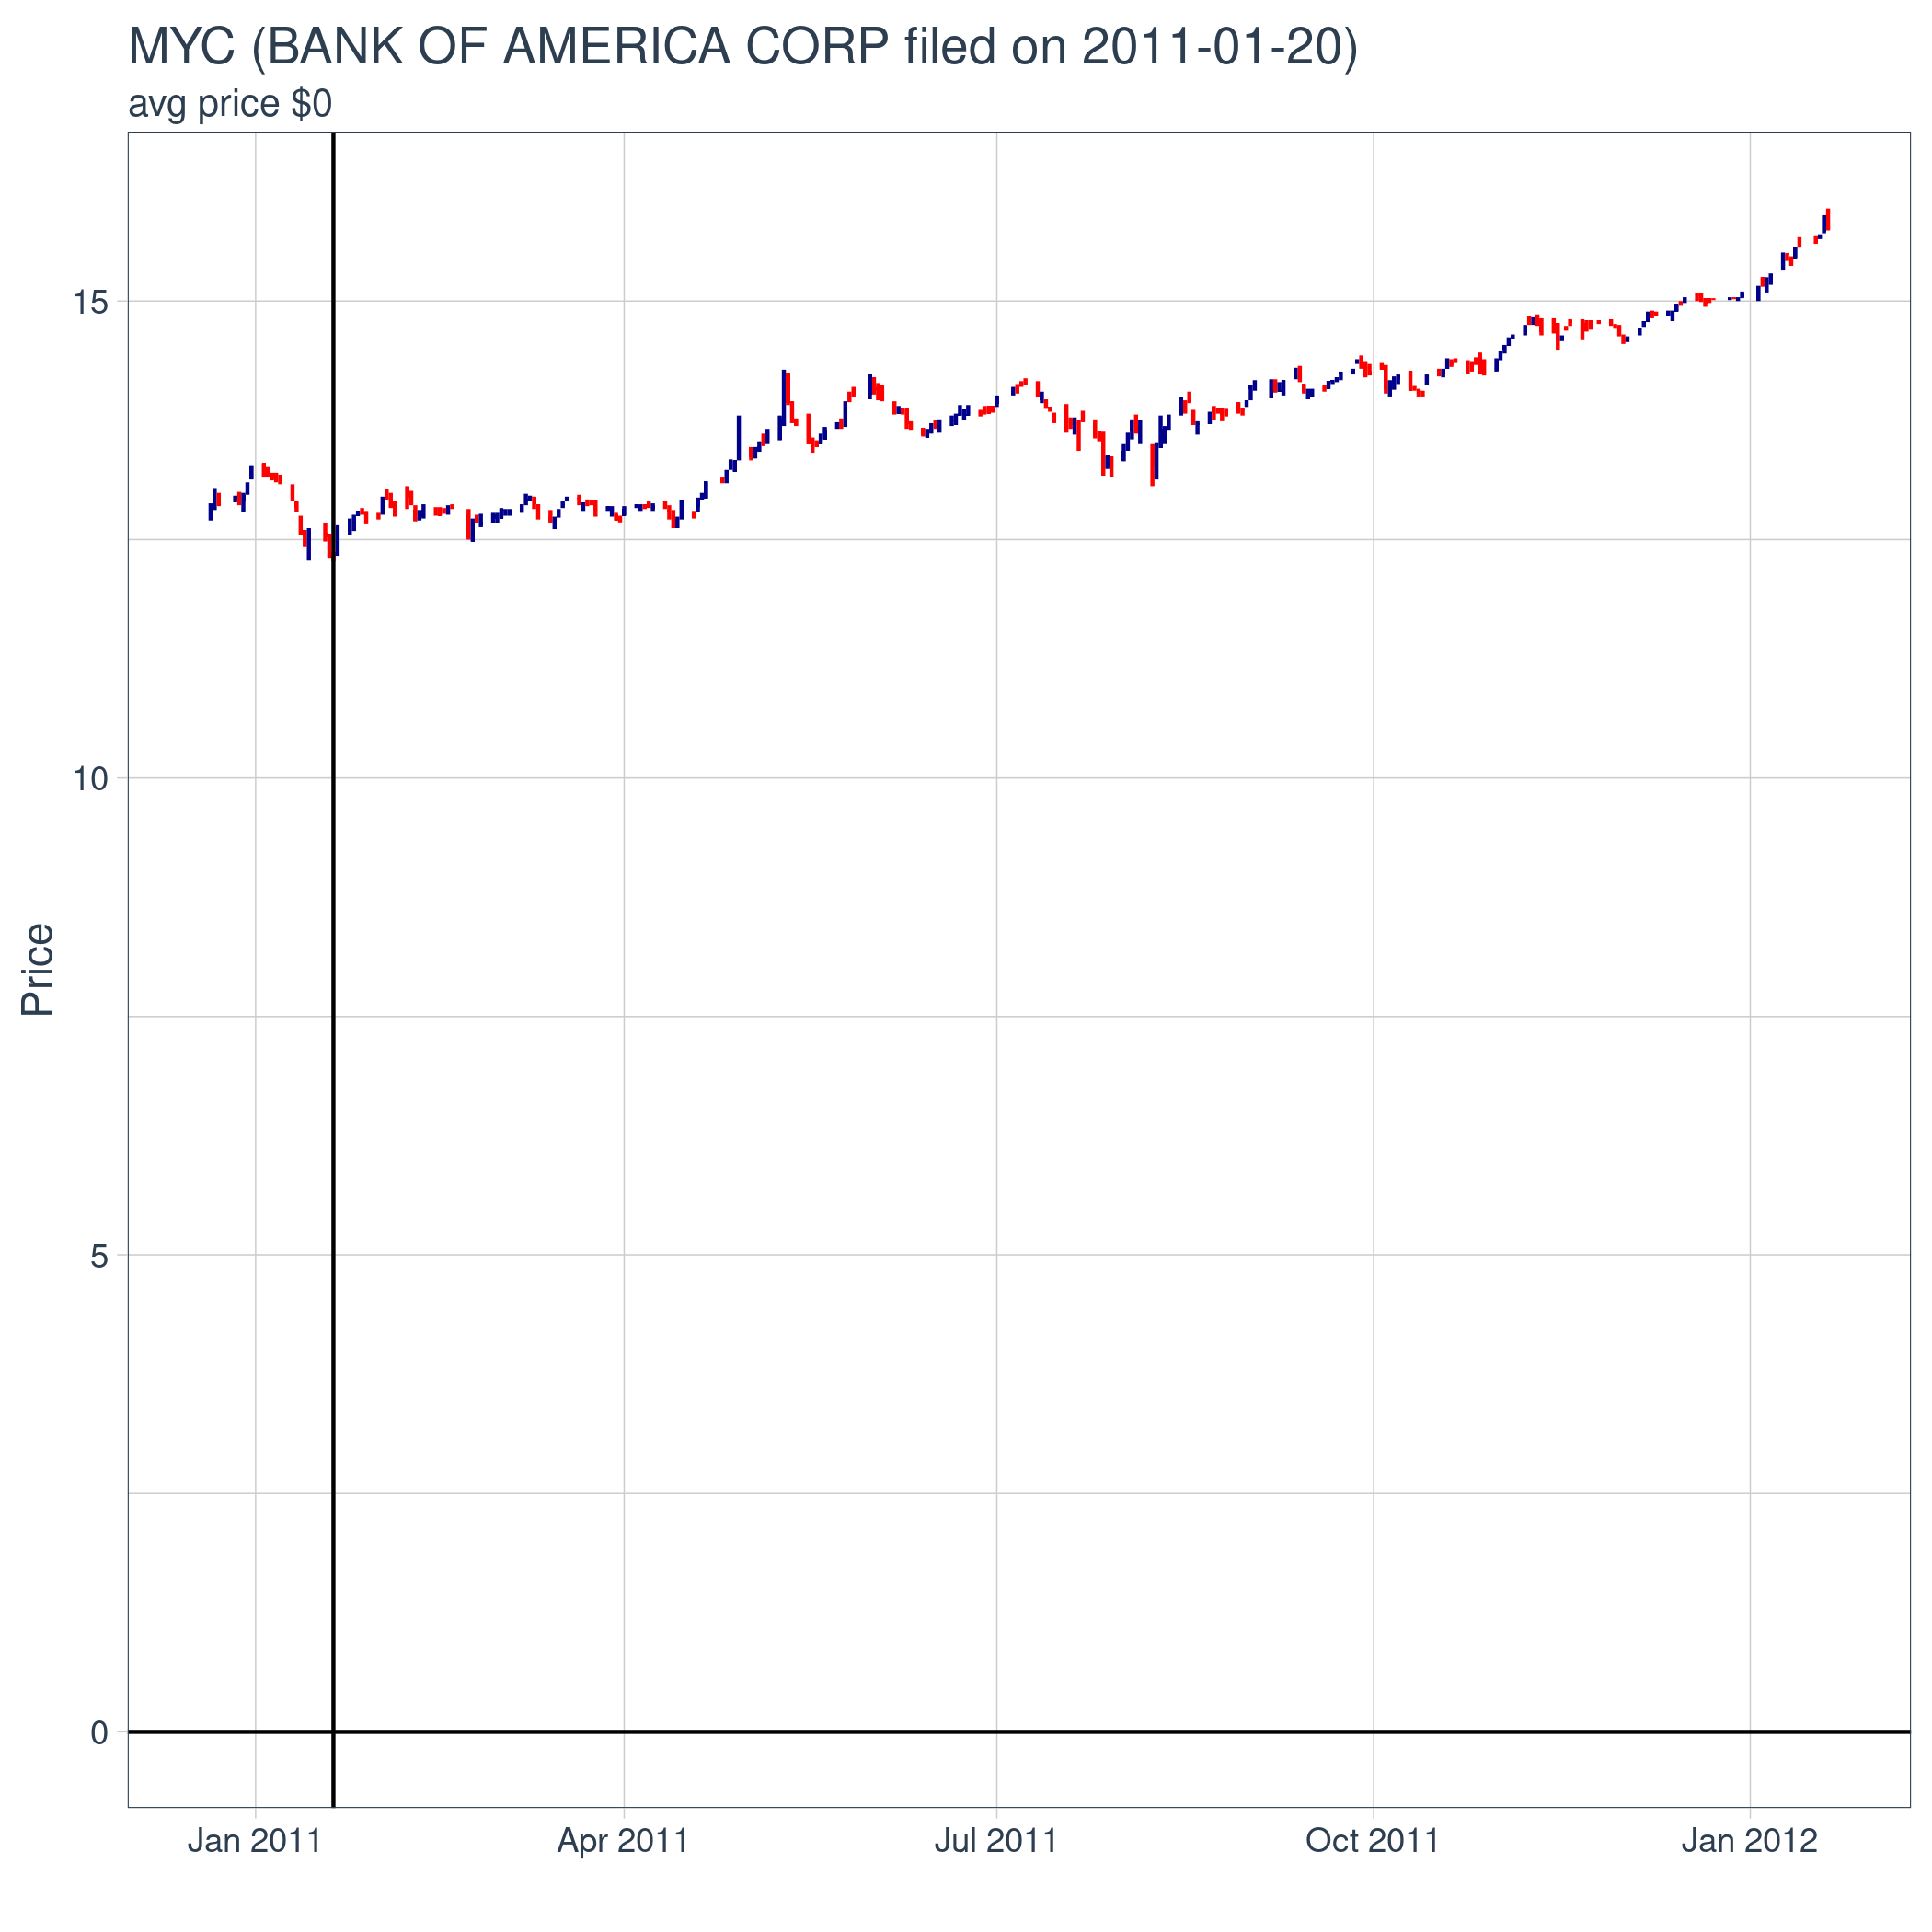 MYC (BANK OF AMERICA CORP filed on 2011-01-20)
avg price $0
15
10
5
0
Price
Jan 2011
Apr 2011
Jul 2011
Oct 2011
Jan 2012